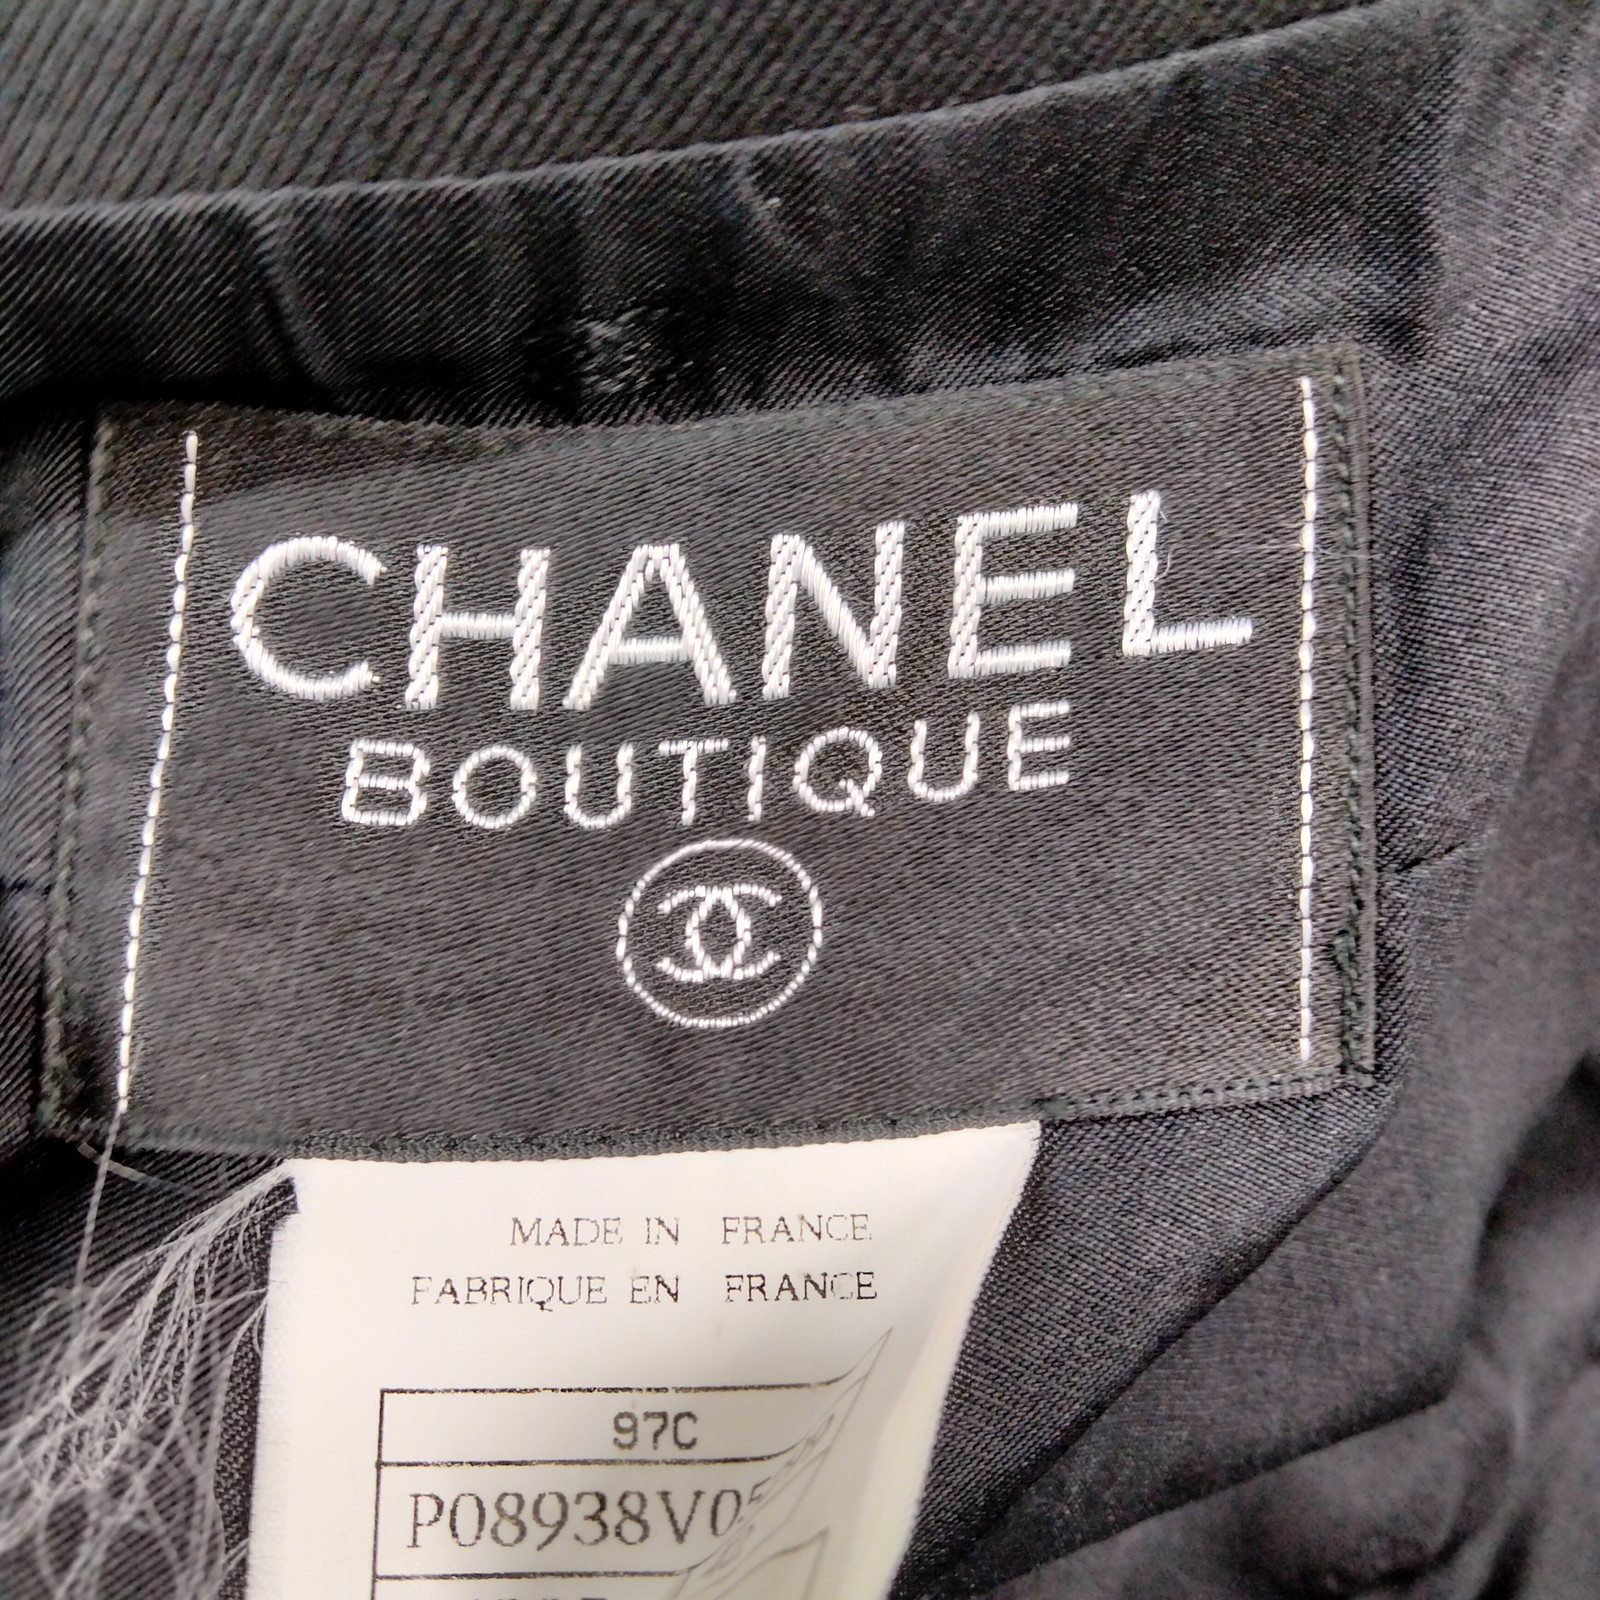 CHANEL
BOUTIQUE
MADE IN FRANCE
FABRIQUE EN FRANCE
97C
P08938V05